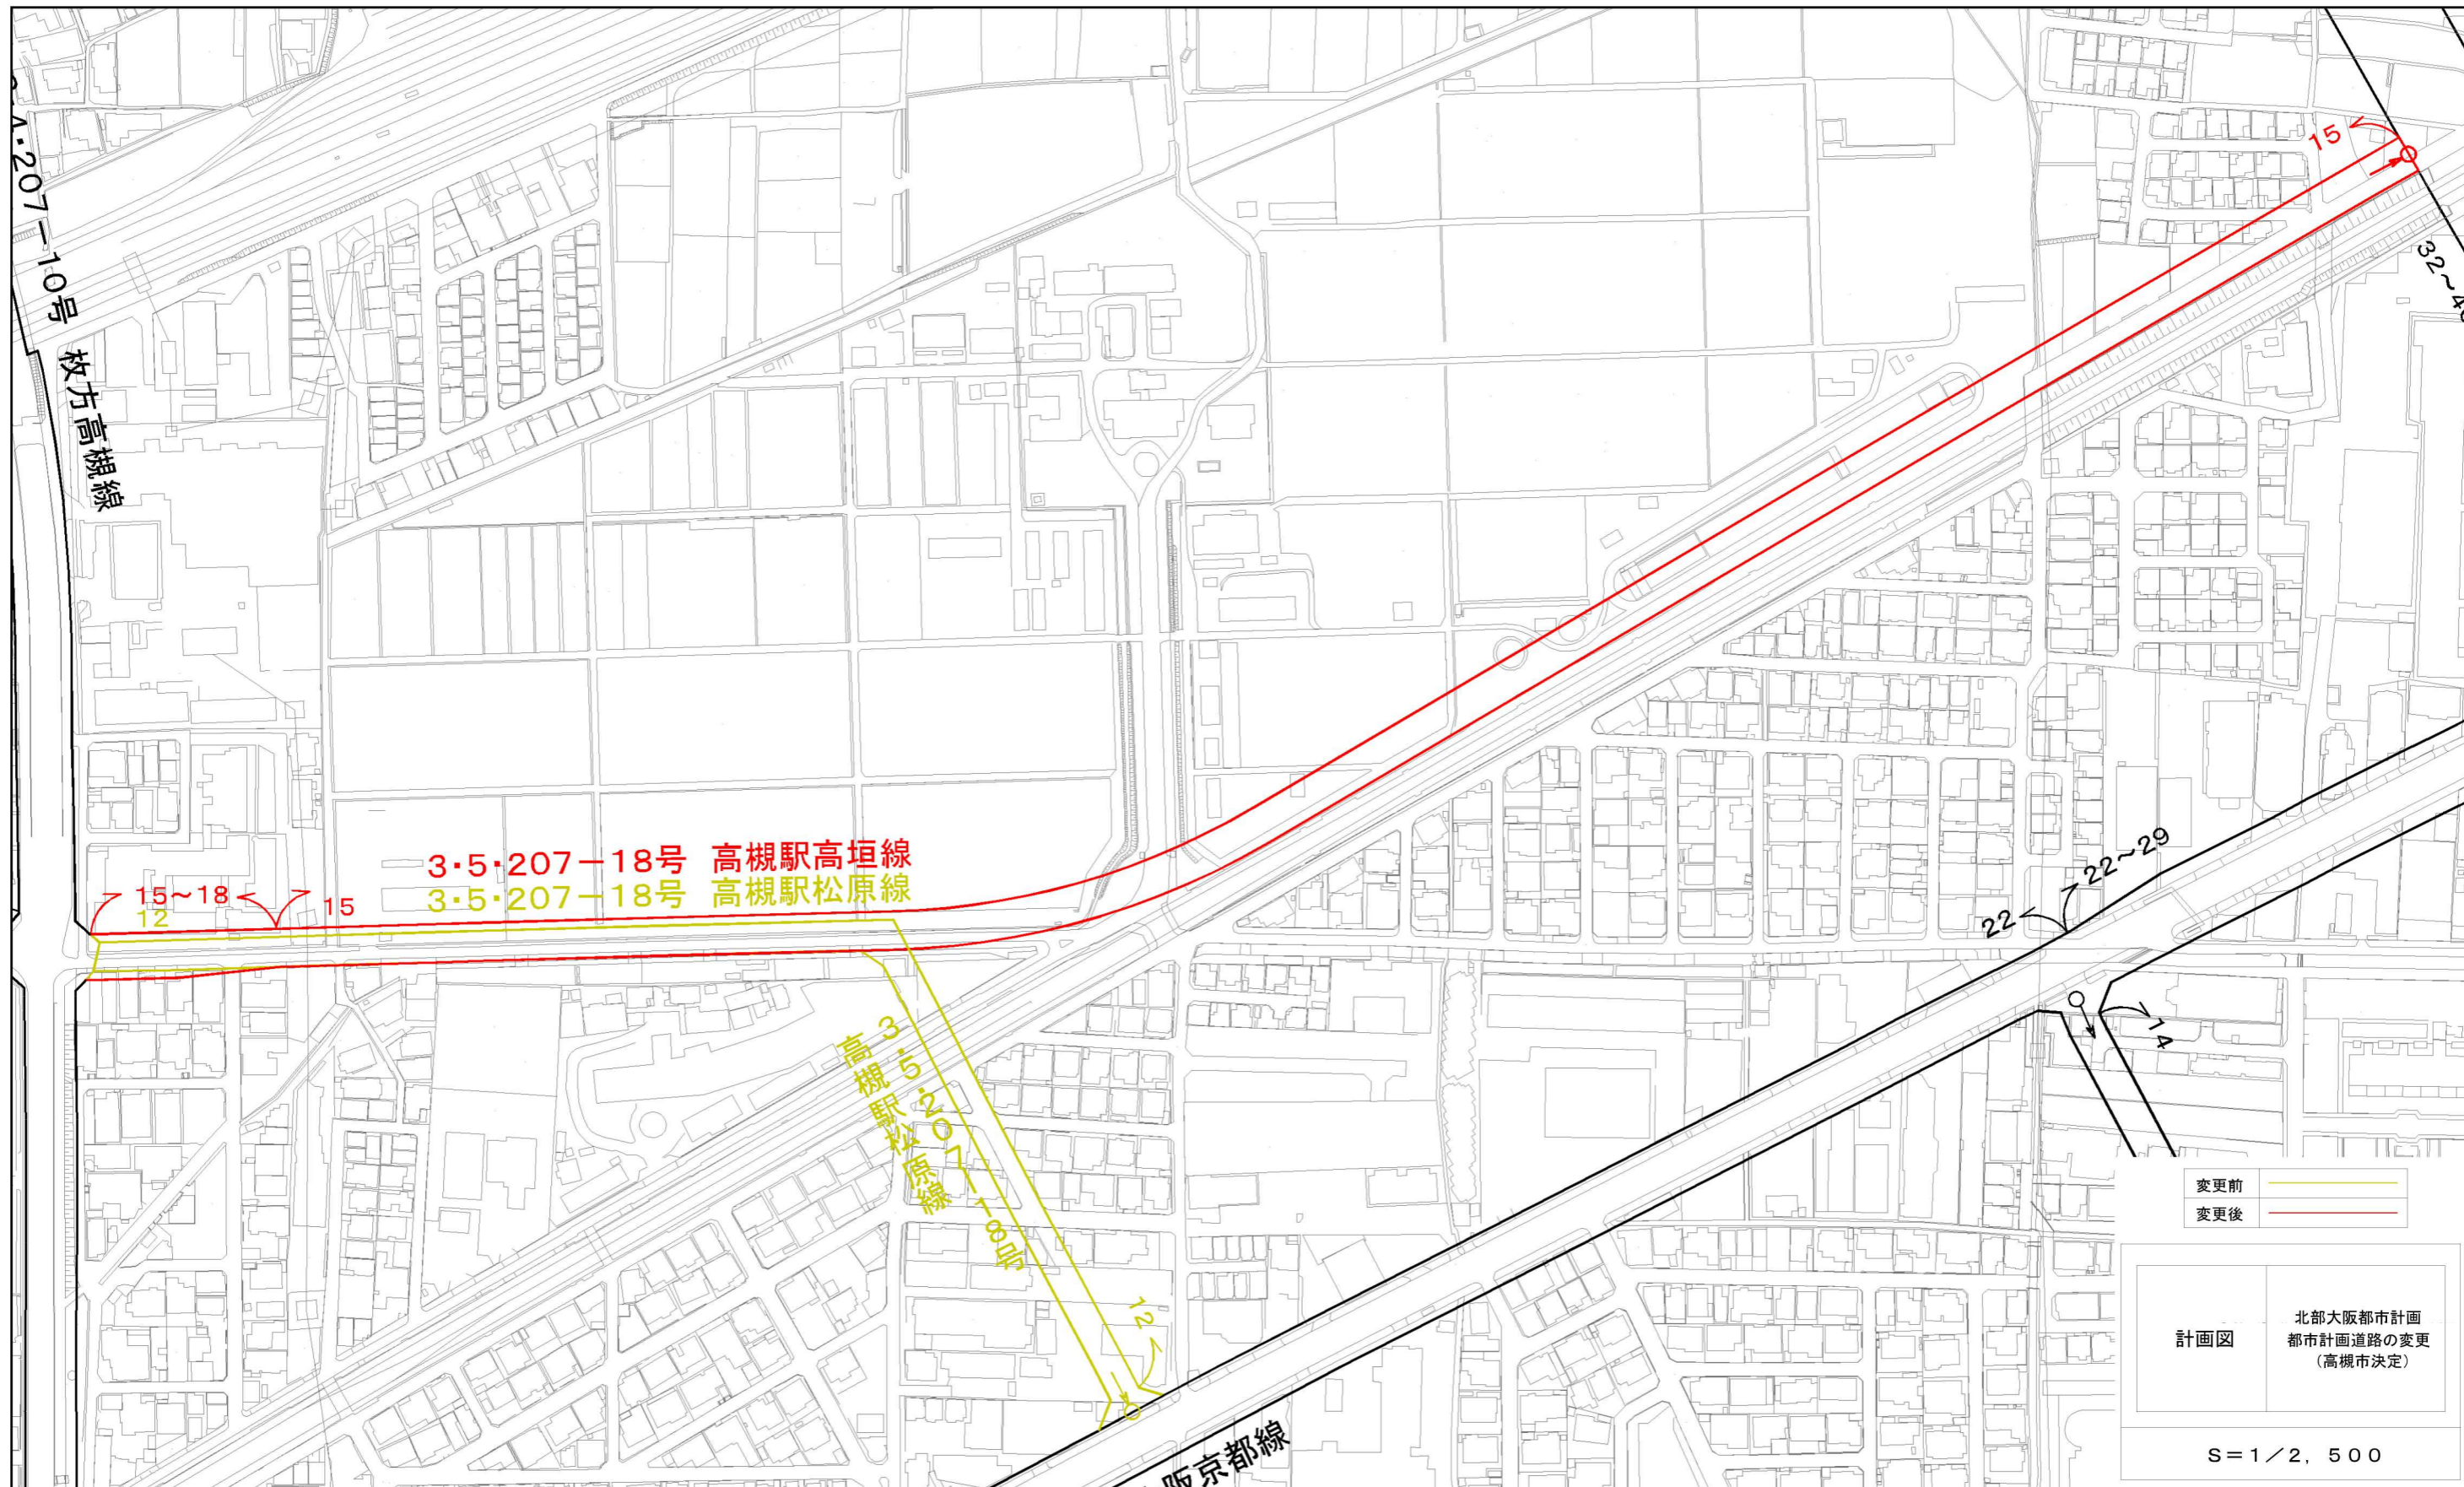 4・207−10号
枚方高槻線
15
32〜4
3・5・207−18号 高槻駅高垣線
3・5・207−18号 高槻駅松原線
15〜18
15
12
22〜29
22
14
3・5・207−18号
高槻駅松原線
12
阪京都線
変更前
変更後
計画図
北部大阪都市計画
都市計画道路の変更
（高槻市決定）
S＝1／2，500